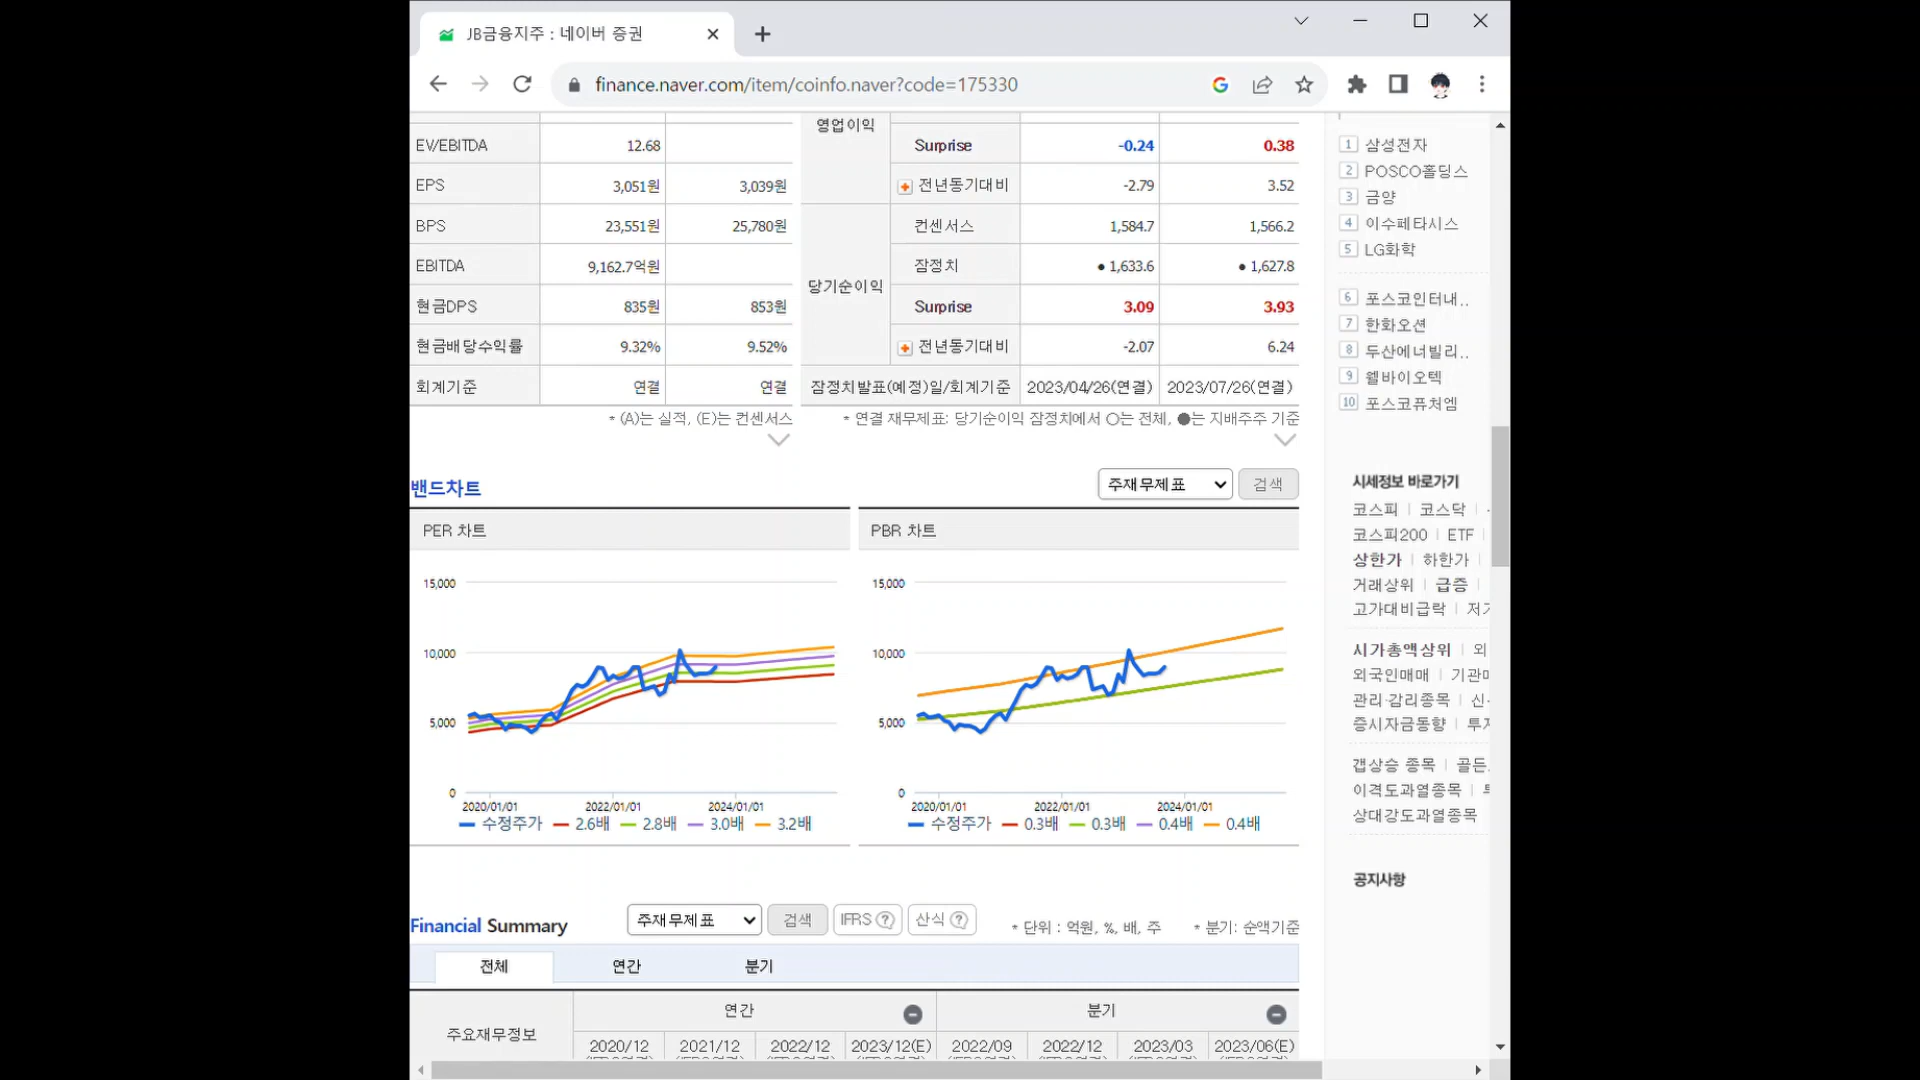 JB금융지주 : 네이버 증권
finance.naver.com/item/coinfo.naver?code=175330
EV/EBITDA 12.68
EPS 3,051원 3,039원
BPS 23,551원 25,780원
EBITDA 9,162.7억원
현금DPS 835원 853원
현금배당수익률 9.32% 9.52%
회계기준 연결 연결
* (A)는 실적, (E)는 컨센서스
영업이익
Surprise -0.24 0.38
전년동기대비 -2.79 3.52
당기순이익
컨센서스 1,584.7 1,566.2
잠정치 ● 1,633.6 ● 1,627.8
Surprise 3.09 3.93
전년동기대비 -2.07 6.24
잠정치발표(예정)일/회계기준 2023/04/26(연결) 2023/07/26(연결)
* 연결 재무제표: 당기순이익 잠정치에서 ○는 전체, ●는 지배주주 기준
밴드차트
주재무제표 검색
PER 차트
15,000
10,000
5,000
0
2020/01/01 2022/01/01 2024/01/01
수정주가 2.6배 2.8배 3.0배 3.2배
PBR 차트
15,000
10,000
5,000
0
2020/01/01 2022/01/01 2024/01/01
수정주가 0.3배 0.3배 0.4배 0.4배
Financial Summary
주재무제표 검색 IFRS ? 산식 ?
* 단위 : 억원, %, 배, 주 * 분기: 순액기준
전체 연간 분기
주요재무정보
연간 분기
2020/12 2021/12 2022/12 2023/12(E) 2022/09 2022/12 2023/03 2023/06(E)
1 삼성전자
2 POSCO홀딩스
3 금양
4 이수페타시스
5 LG화학
6 포스코인터내..
7 한화오션
8 두산에너빌리..
9 웰바이오텍
10 포스코퓨처엠
시세정보 바로가기
코스피 | 코스닥 |
코스피200 | ETF
상한가 | 하한가 |
거래상위 | 급증 |
고가대비급락 |
시가총액상위 | 외
외국인매매 |
관리·감리종목 |
증시자금동향 |
갭상승 종목 | 골든
이격도과열종목 |
상대강도과열종목
공지사항